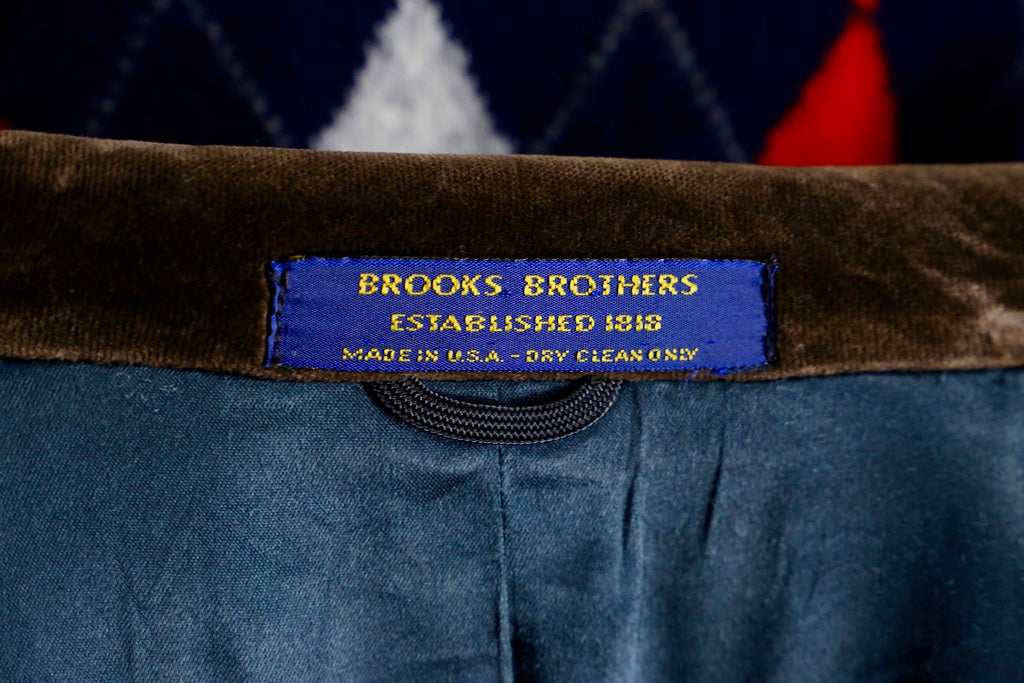 BROOKS BROTHERS
ESTABLISHED 1818
MADE IN U.S.A. - DRY CLEAN ONLY